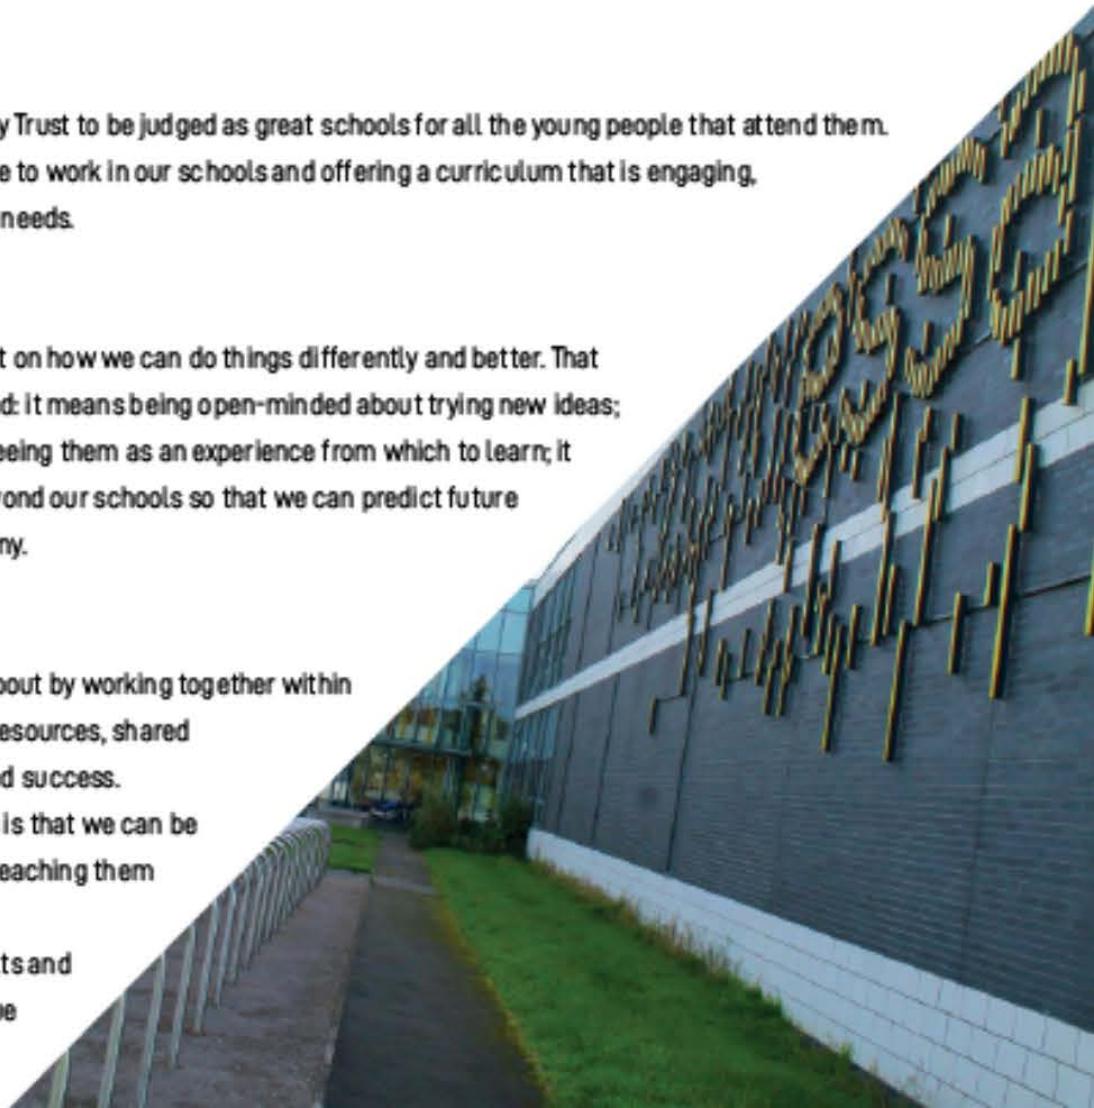 y Trust to be judged as great schools for all the young people that attend them.
e to work in our schools and offering a curriculum that is engaging,
needs.
t on how we can do things differently and better. That
d: it means being open-minded about trying new ideas;
eeing them as an experience from which to learn; it
yond our schools so that we can predict future
ny.
bout by working together within
esources, shared
d success.
is that we can be
eaching them
ts and